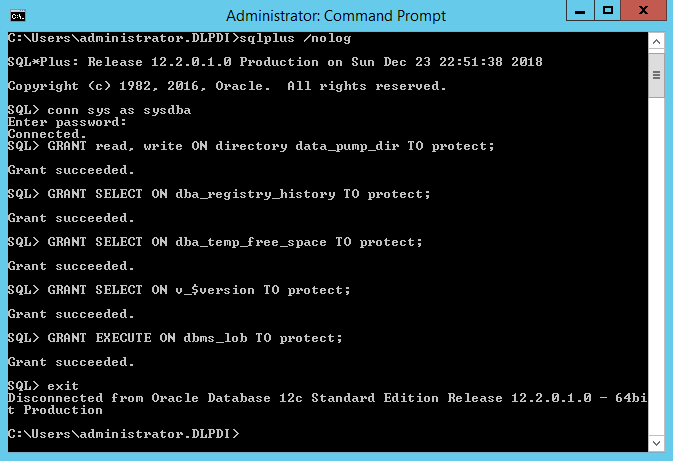 Administrator: Command Prompt
C:\Users\administrator.DLPDI>sqlplus /nolog
SQL*Plus: Release 12.2.0.1.0 Production on Sun Dec 23 22:51:38 2018
Copyright (c) 1982, 2016, Oracle.  All rights reserved.
SQL> conn sys as sysdba
Enter password:
Connected.
SQL> GRANT read, write ON directory data_pump_dir TO protect;
Grant succeeded.
SQL> GRANT SELECT ON dba_registry_history TO protect;
Grant succeeded.
SQL> GRANT SELECT ON dba_temp_free_space TO protect;
Grant succeeded.
SQL> GRANT SELECT ON v_$version TO protect;
Grant succeeded.
SQL> GRANT EXECUTE ON dbms_lob TO protect;
Grant succeeded.
SQL> exit
Disconnected from Oracle Database 12c Standard Edition Release 12.2.0.1.0 - 64bi
t Production
C:\Users\administrator.DLPDI>